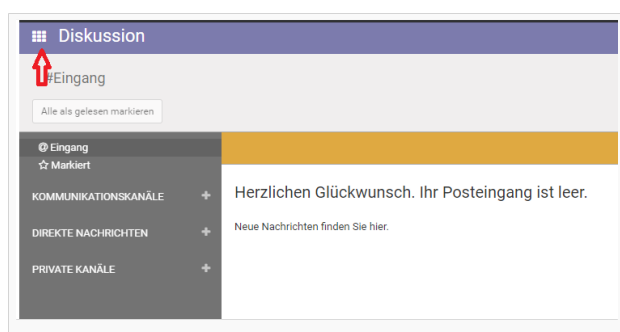 Diskussion
#Eingang
Alle als gelesen markieren
@ Eingang
Markiert
KOMMUNIKATIONSKANÄLE +
DIREKTE NACHRICHTEN +
PRIVATE KANÄLE +
Herzlichen Glückwunsch. Ihr Posteingang ist leer.
Neue Nachrichten finden Sie hier.